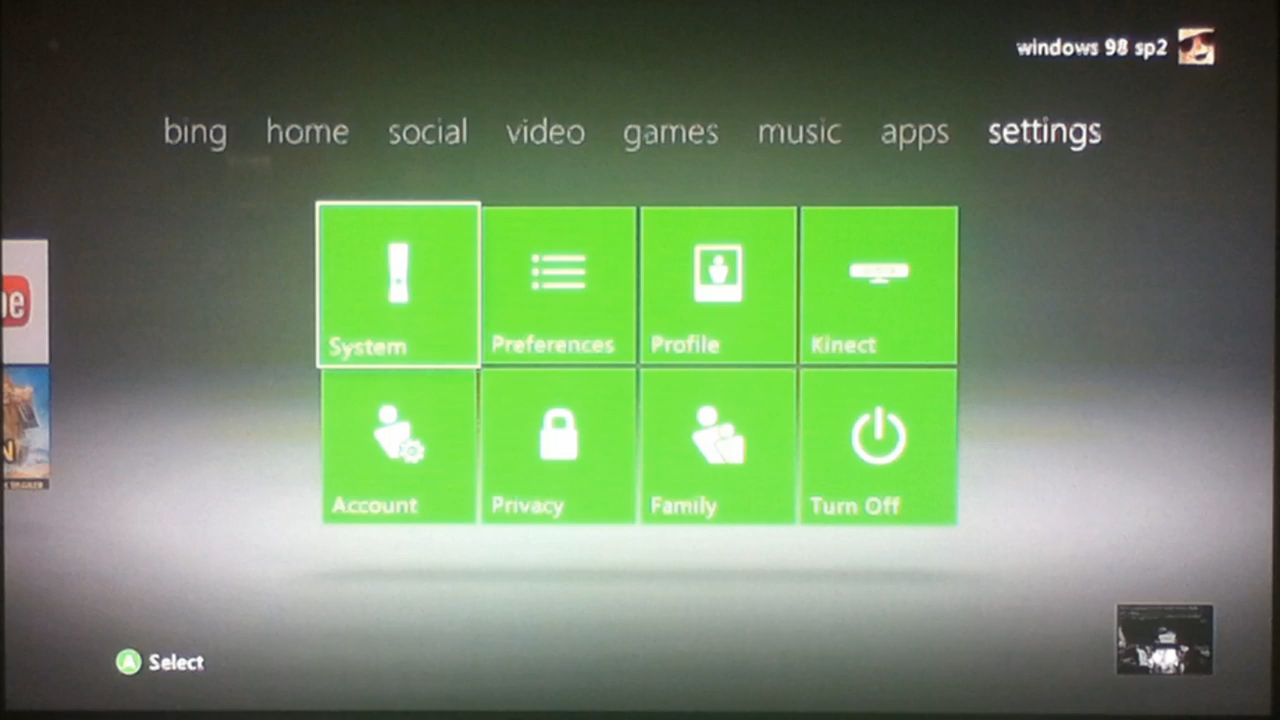 windows 98 sp2
bing home social video games music apps settings
be
System Preferences Profile Kinect
Account Privacy Family Turn Off
N
A Select